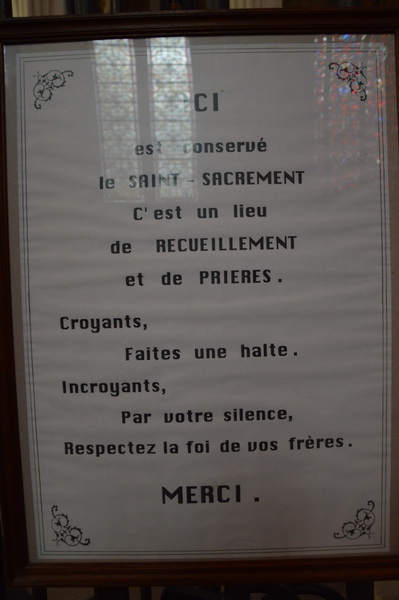 ICI
est conservé
le SAINT - SACREMENT
C'est un lieu
de RECUEILLEMENT
et de PRIERES.
Croyants,
Faites une halte.
Incroyants,
Par votre silence,
Respectez la foi de vos frères.
MERCI.